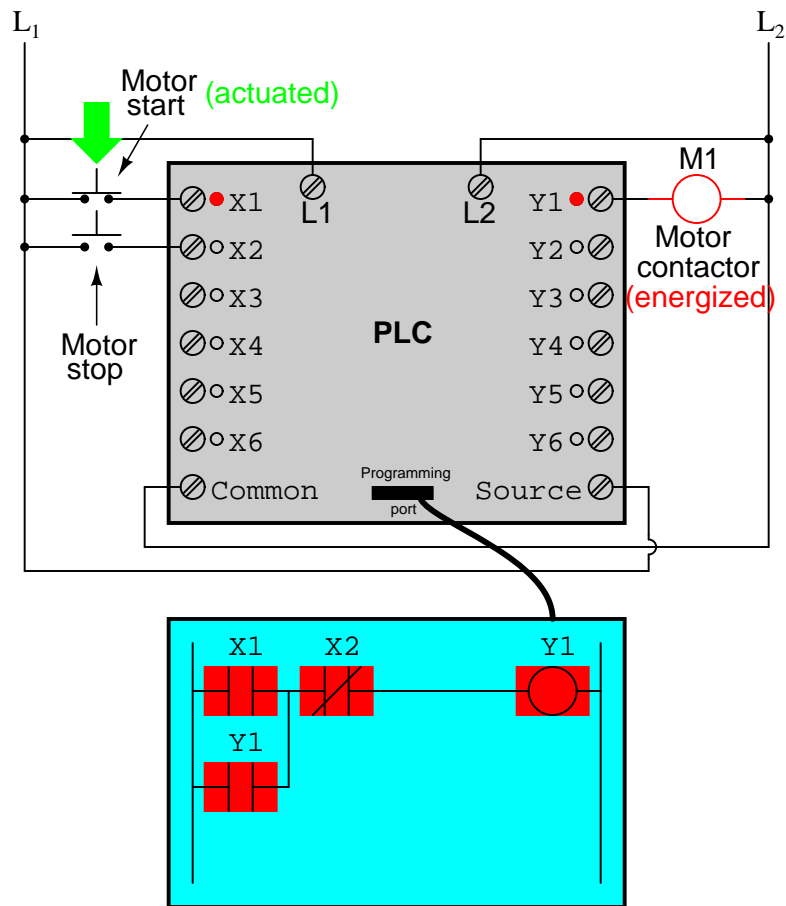 L1
L2
Motor
start
(actuated)
M1
X1
L1
L2
Y1
X2
Y2
Motor
contactor
(energized)
X3
Y3
Motor
stop
X4
PLC
Y4
X5
Y5
X6
Y6
Common
Programming
port
Source
X1
X2
Y1
Y1